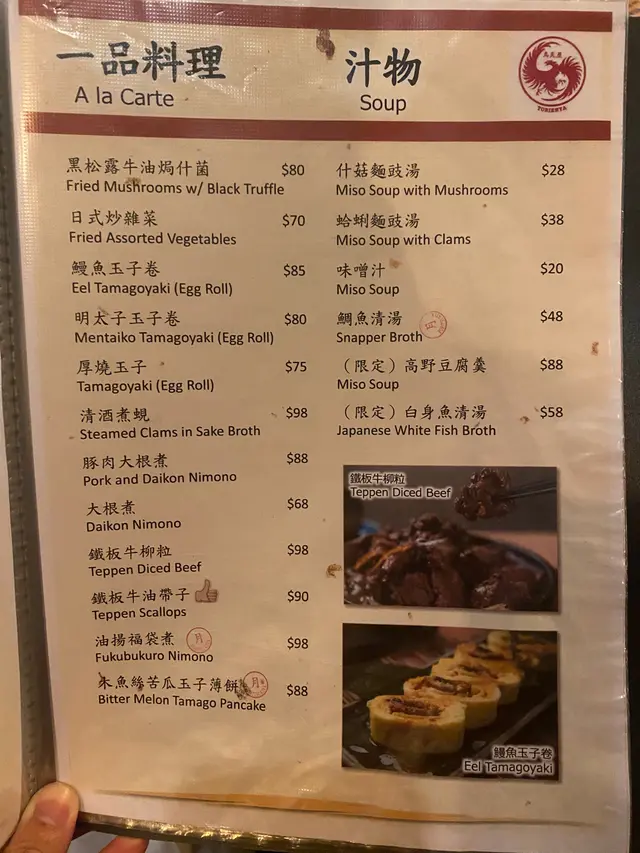 一品料理
A la Carte
汁物
Soup
鳥炎屋
TORIENYA
黑松露牛油焗什菌 $80
Fried Mushrooms w/ Black Truffle
日式炒雜菜 $70
Fried Assorted Vegetables
鰻魚玉子卷 $85
Eel Tamagoyaki (Egg Roll)
明太子玉子卷 $80
Mentaiko Tamagoyaki (Egg Roll)
厚燒玉子 $75
Tamagoyaki (Egg Roll)
清酒煮蜆 $98
Steamed Clams in Sake Broth
豚肉大根煮 $88
Pork and Daikon Nimono
大根煮 $68
Daikon Nimono
鐵板牛柳粒 $98
Teppen Diced Beef
鐵板牛油帶子 $90
Teppen Scallops
油揚福袋煮 $98
Fukubukuro Nimono
木魚絲苦瓜玉子薄餅 $88
Bitter Melon Tamago Pancake
什菇麵豉湯 $28
Miso Soup with Mushrooms
蛤蜊麵豉湯 $38
Miso Soup with Clams
味噌汁 $20
Miso Soup
鯛魚清湯 $48
Snapper Broth
（限定）高野豆腐羹 $88
Miso Soup
（限定）白身魚清湯 $58
Japanese White Fish Broth
鐵板牛柳粒
Teppen Diced Beef
鰻魚玉子卷
Eel Tamagoyaki